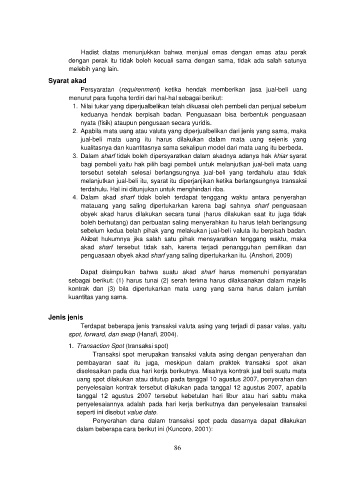 Hadist diatas menunjukkan bahwa menjual emas dengan emas atau perak
dengan perak itu tidak boleh kecuali sama dengan sama, tidak ada salah satunya
melebih yang lain.
Syarat akad
Persyaratan (requirenment) ketika hendak memberikan jasa jual-beli uang
menurut para fuqoha terdiri dari hal-hal sebagai berikut:
1. Nilai tukar yang diperjualbelikan telah dikuasai oleh pembeli dan penjual sebelum
keduanya hendak berpisah badan. Penguasaan bisa berbentuk penguasaan
nyata (fisik) ataupun pengusaan secara yuridis.
2. Apabila mata uang atau valuta yang diperjualbelikan dari jenis yang sama, maka
jual-beli mata uang itu harus dilakukan dalam mata uang sejenis yang
kualitasnya dan kuantitasnya sama sekalipun model dari mata uang itu berbeda.
3. Dalam sharf tidak boleh dipersyaratkan dalam akadnya adanya hak khiar syarat
bagi pembeli yaitu hak pilih bagi pembeli untuk melanjutkan jual-beli mata uang
tersebut setelah selesai berlangsungnya jual-beli yang terdahulu atau tidak
melanjutkan jual-beli itu, syarat itu diperjanjikan ketika berlangsungnya transaksi
terdahulu. Hal ini ditunjukan untuk menghindari riba.
4. Dalam akad sharf tidak boleh terdapat tenggang waktu antara penyerahan
matauang yang saling dipertukarkan karena bagi sahnya sharf penguasaan
obyek akad harus dilakukan secara tunai (harus dilakukan saat itu juga tidak
boleh berhutang) dan perbuatan saling menyerahkan itu harus telah berlangsung
sebelum kedua belah pihak yang melakukan jual-beli valuta itu berpisah badan.
Akibat hukumnya jika salah satu pihak mensyaratkan tenggang waktu, maka
akad sharf tersebut tidak sah, karena terjadi penangguhan pemilikan dan
penguasaan obyek akad sharf yang saling dipertukarkan itu. (Anshori, 2009)
Dapat disimpulkan bahwa suatu akad sharf harus memenuhi persyaratan
sebagai berikut: (1) harus tunai (2) serah terima harus dilaksanakan dalam majelis
kontrak dan (3) bila dipertukarkan mata uang yang sama harus dalam jumlah
kuantitas yang sama.
Jenis jenis
Terdapat beberapa jenis transaksi valuta asing yang terjadi di pasar valas, yaitu
spot, forward, dan swap (Hanafi, 2004).
1. Transaction Spot (transaksi spot)
Transaksi spot merupakan transaksi valuta asing dengan penyerahan dan
pembayaran saat itu juga, meskipun dalam praktek transaksi spot akan
diselesaikan pada dua hari kerja berikutnya. Misalnya kontrak jual beli suatu mata
uang spot dilakukan atau ditutup pada tanggal 10 agustus 2007, penyerahan dan
penyelesaian kontrak tersebut dilakukan pada tanggal 12 agustus 2007, apabila
tanggal 12 agustus 2007 tersebut kebetulan hari libur atau hari sabtu maka
penyelesaiannya adalah pada hari kerja berikutnya dan penyelesaian transaksi
seperti ini disebut value date
Penyerahan dana dalam transaksi spot pada dasarnya dapat dilakukan
dalam beberapa cara berikut ini (Kuncoro, 2001):
86